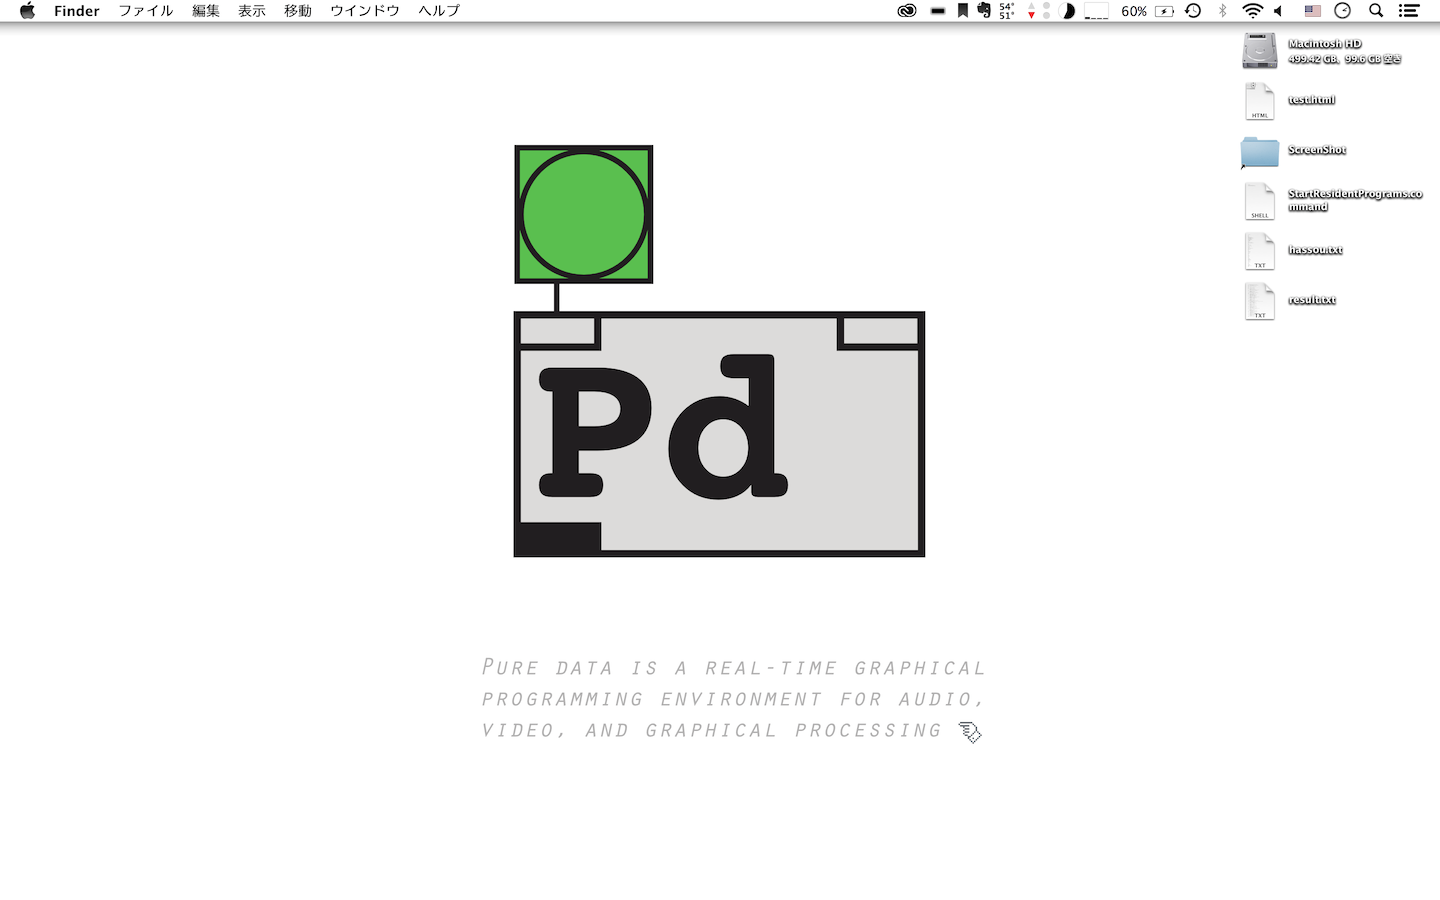 Finder ファイル 編集 表示 移動 ウインドウ ヘルプ 54° 51° 60%
Macintosh HD
499.42 GB、99.6 GB 空き
test.html
HTML
ScreenShot
StartResidentPrograms.co
mmand
SHELL
hassou.txt
TXT
result.txt
TXT
Pd
PURE DATA IS A REAL-TIME GRAPHICAL
PROGRAMMING ENVIRONMENT FOR AUDIO,
VIDEO, AND GRAPHICAL PROCESSING